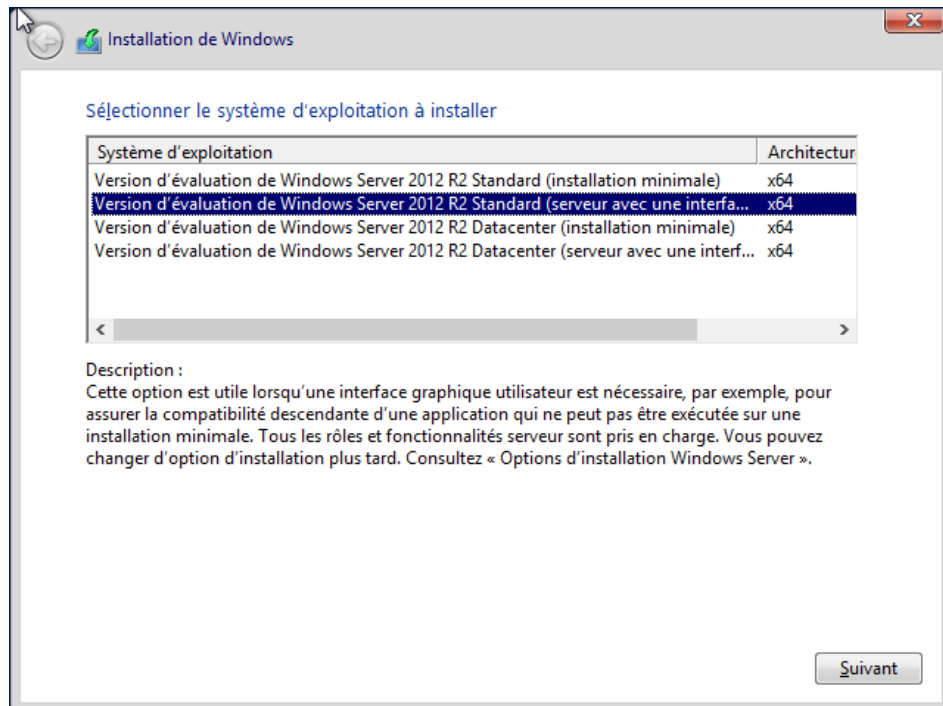 Installation de Windows
Sélectionner le système d'exploitation à installer
Système d'exploitation Architectur
Version d'évaluation de Windows Server 2012 R2 Standard (installation minimale) x64
Version d'évaluation de Windows Server 2012 R2 Standard (serveur avec une interfa... x64
Version d'évaluation de Windows Server 2012 R2 Datacenter (installation minimale) x64
Version d'évaluation de Windows Server 2012 R2 Datacenter (serveur avec une interf... x64
Description :
Cette option est utile lorsqu'une interface graphique utilisateur est nécessaire, par exemple, pour
assurer la compatibilité descendante d'une application qui ne peut pas être exécutée sur une
installation minimale. Tous les rôles et fonctionnalités serveur sont pris en charge. Vous pouvez
changer d'option d'installation plus tard. Consultez « Options d'installation Windows Server ».
Suivant